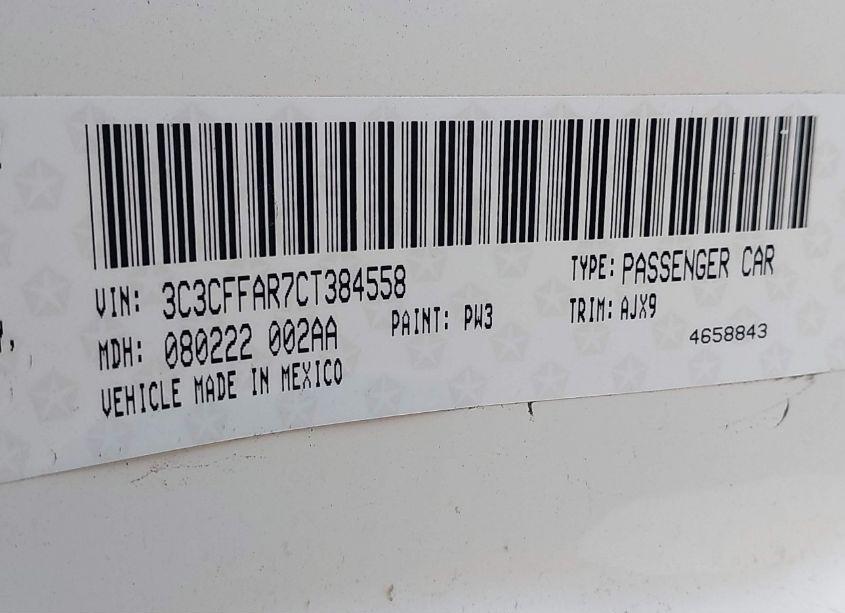 VIN: 3C3CFFAR7CT384558 TYPE: PASSENGER CAR
MDH: 080222 002AA PAINT: PW3 TRIM: AJX9
VEHICLE MADE IN MEXICO 4658843